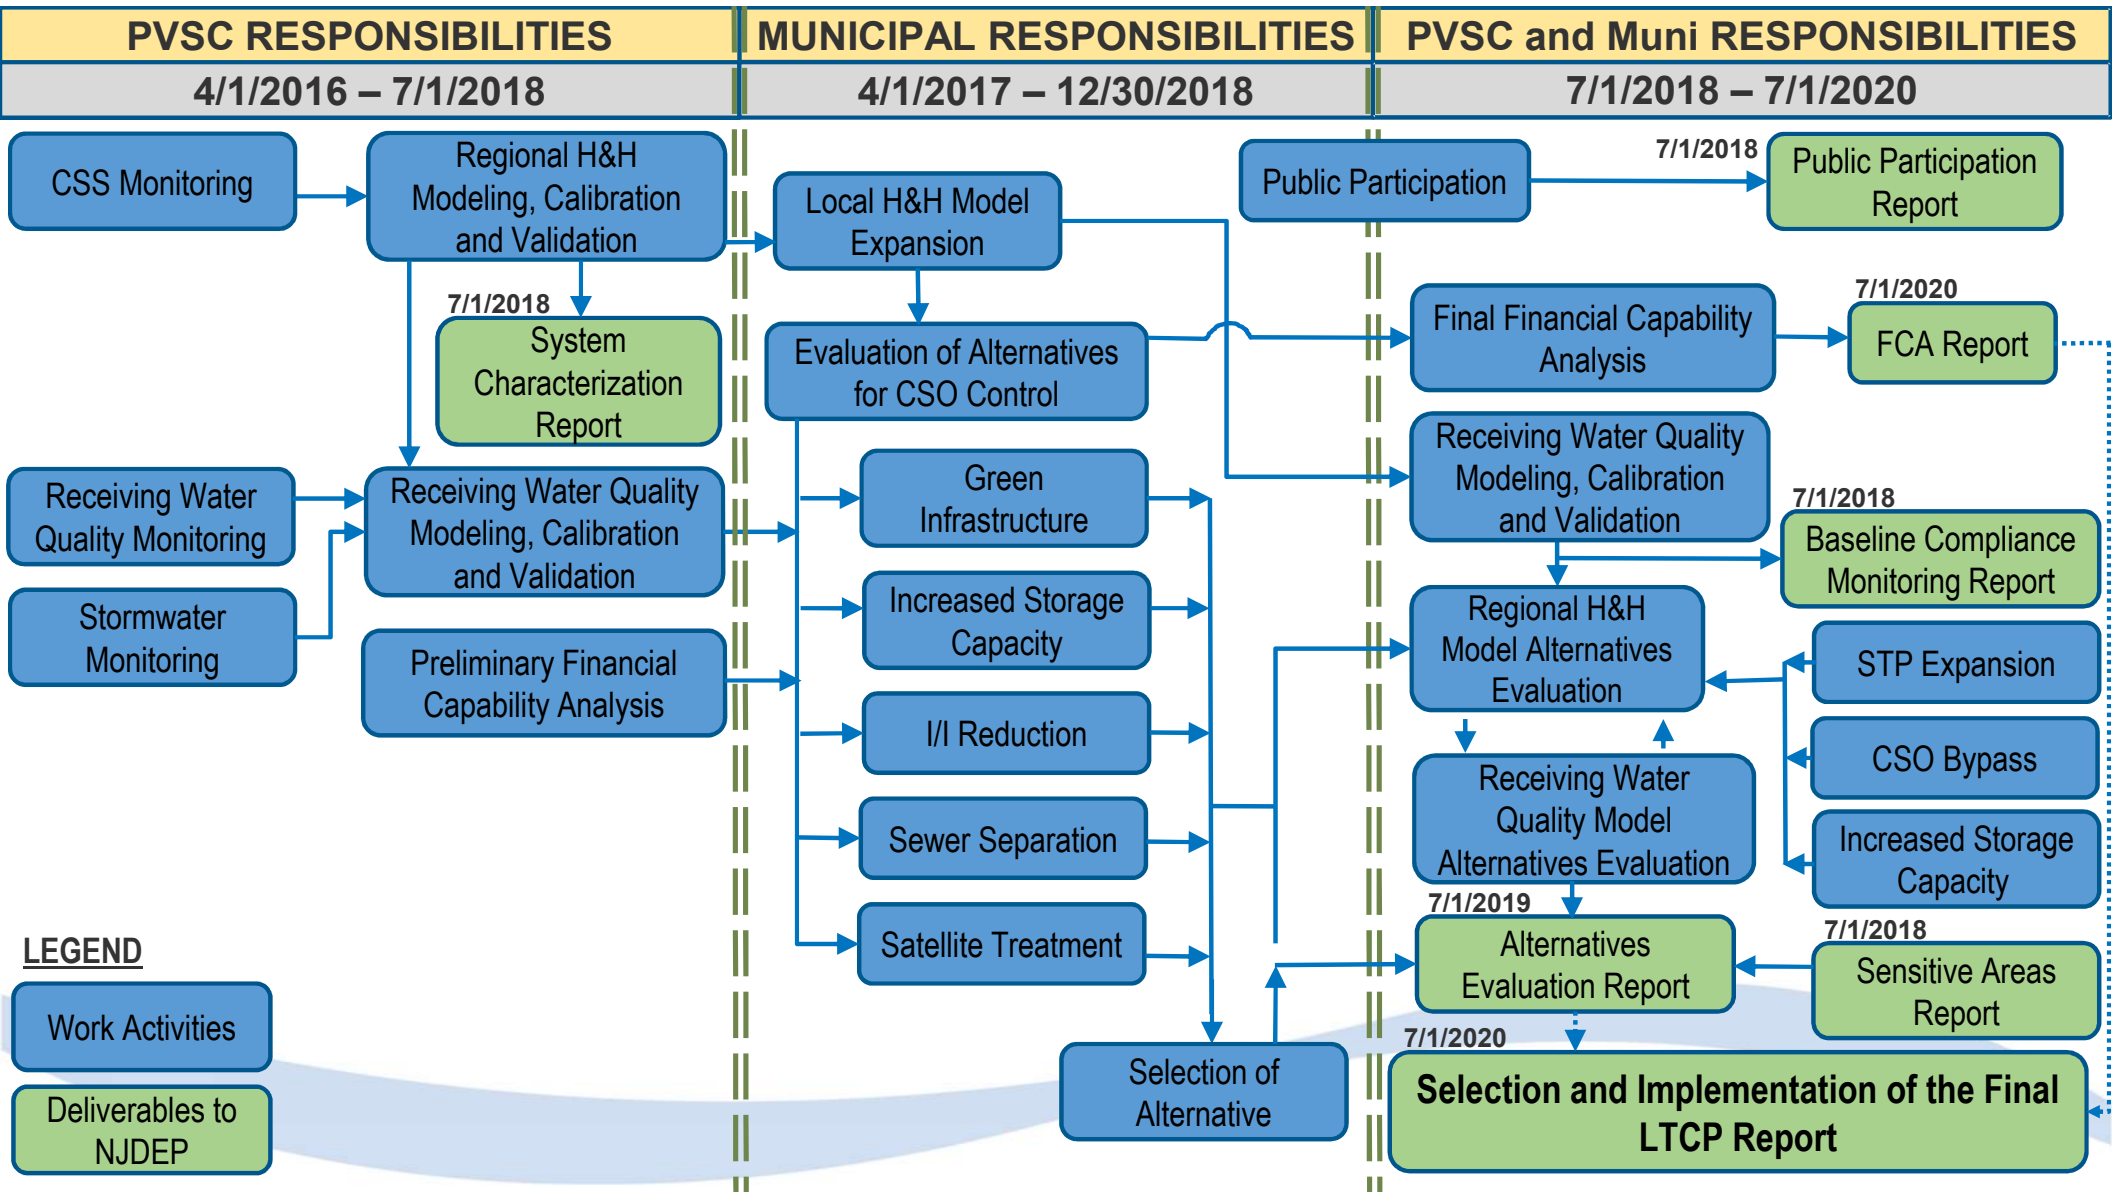 PVSC RESPONSIBILITIES
MUNICIPAL RESPONSIBILITIES
PVSC and Muni RESPONSIBILITIES
4/1/2016 – 7/1/2018
4/1/2017 – 12/30/2018
7/1/2018 – 7/1/2020
CSS Monitoring
Regional H&H
Modeling, Calibration
and Validation
7/1/2018
System
Characterization
Report
Receiving Water
Quality Monitoring
Receiving Water Quality
Modeling, Calibration
and Validation
Stormwater
Monitoring
Preliminary Financial
Capability Analysis
LEGEND
Work Activities
Deliverables to
NJDEP
Local H&H Model
Expansion
Evaluation of Alternatives
for CSO Control
Green
Infrastructure
Increased Storage
Capacity
I/I Reduction
Sewer Separation
Satellite Treatment
Selection of
Alternative
Public Participation
7/1/2018
Public Participation
Report
Final Financial Capability
Analysis
7/1/2020
FCA Report
Receiving Water Quality
Modeling, Calibration
and Validation
7/1/2018
Baseline Compliance
Monitoring Report
Regional H&H
Model Alternatives
Evaluation
STP Expansion
CSO Bypass
Increased Storage
Capacity
Receiving Water
Quality Model
Alternatives Evaluation
7/1/2019
Alternatives
Evaluation Report
7/1/2018
Sensitive Areas
Report
7/1/2020
Selection and Implementation of the Final
LTCP Report